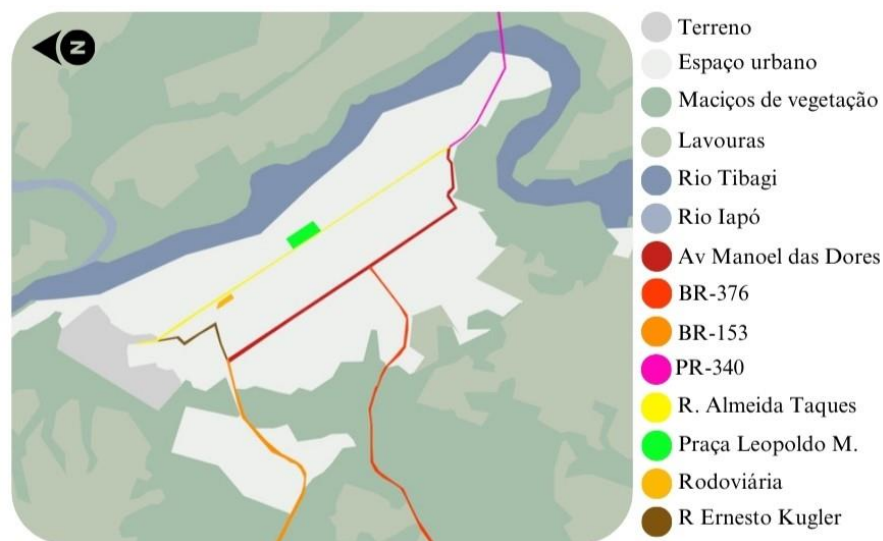 N
Terreno
Espaço urbano
Maciços de vegetação
Lavouras
Rio Tibagi
Rio Iapó
Av Manoel das Dores
BR-376
BR-153
PR-340
R. Almeida Taques
Praça Leopoldo M.
Rodoviária
R Ernesto Kugler